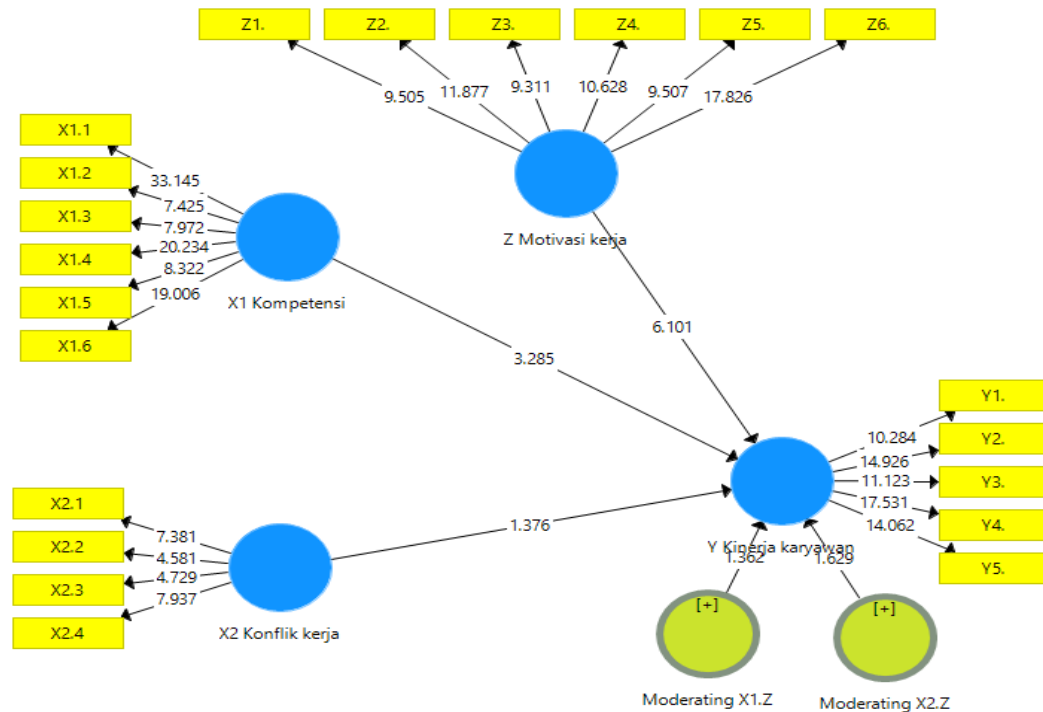 Z1.
Z2.
Z3.
Z4.
Z5.
Z6.
9.505
11.877
9.311
10.628
9.507
17.826
Z Motivasi kerja
X1.1
X1.2
X1.3
X1.4
X1.5
X1.6
33.145
7.425
7.972
20.234
8.322
19.006
X1 Kompetensi
6.101
3.285
X2.1
X2.2
X2.3
X2.4
7.381
4.581
4.729
7.937
X2 Konflik kerja
1.376
Y1.
Y2.
Y3.
Y4.
Y5.
10.284
14.926
11.123
17.531
14.062
Y Kinerja karyawan
1.362
1.629
[+]
[+]
Moderating X1.Z
Moderating X2.Z